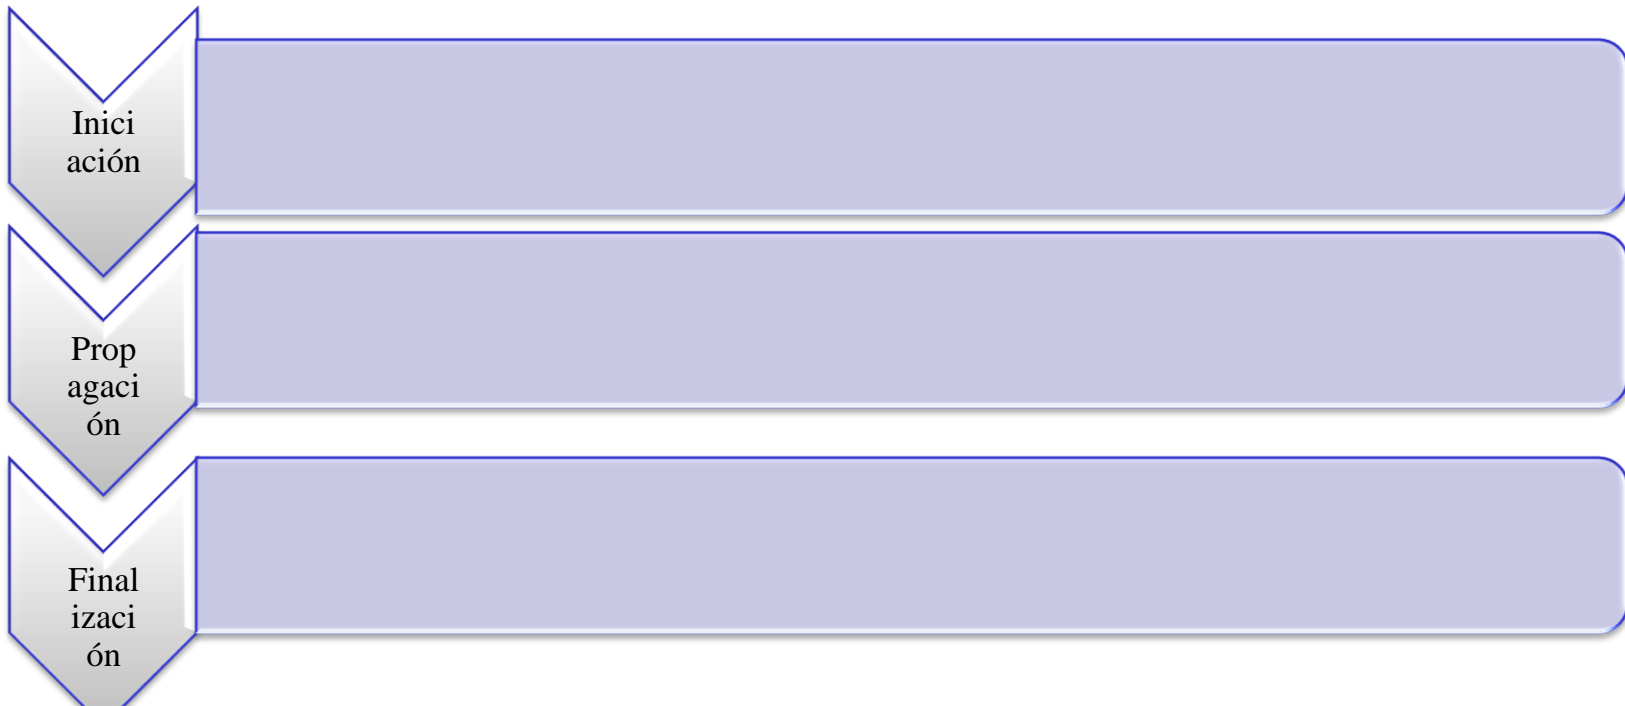 Inici
ación
Prop
agaci
ón
Final
izaci
ón